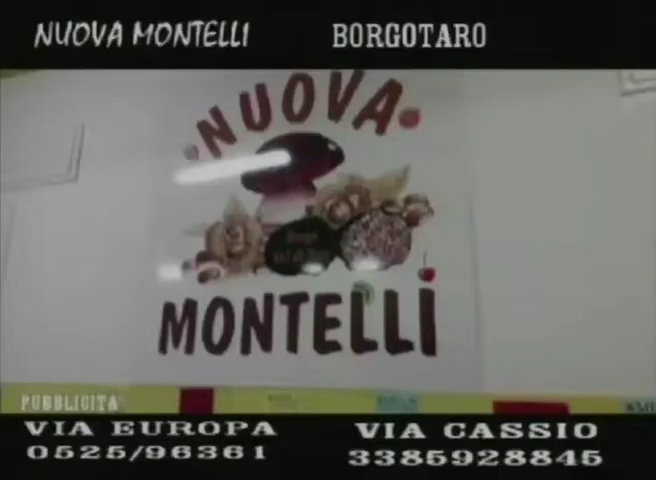 NUOVA MONTELLI BORGOTARO
NUOVA
MONTELLI
PUBBLICITA'
VIA EUROPA VIA CASSIO
0525/96361 3385928845